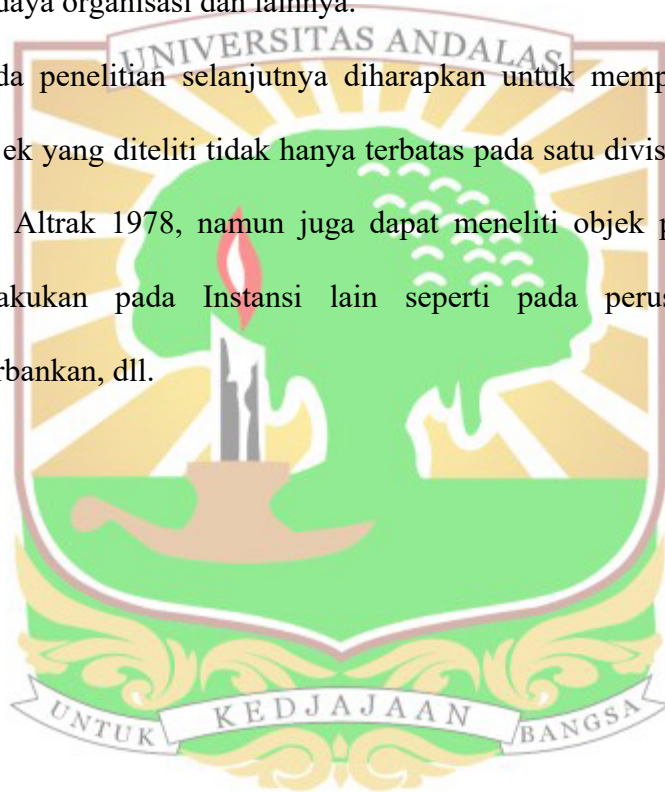 daya organisasi dan lainnya.
UNIVERSITAS ANDALAS
da penelitian selanjutnya diharapkan untuk memp
ek yang diteliti tidak hanya terbatas pada satu divis
Altrak 1978, namun juga dapat meneliti objek p
akukan pada Instansi lain seperti pada perus
rbankan, dll.
UNTUK KEDJAJAAN BANGSA